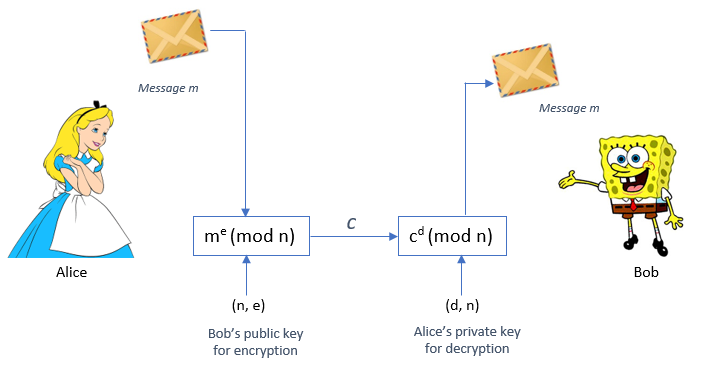 Message m
Message m
m^e (mod n)
C
c^d (mod n)
Alice
Bob
(n, e)
(d, n)
Bob's public key
for encryption
Alice's private key
for decryption